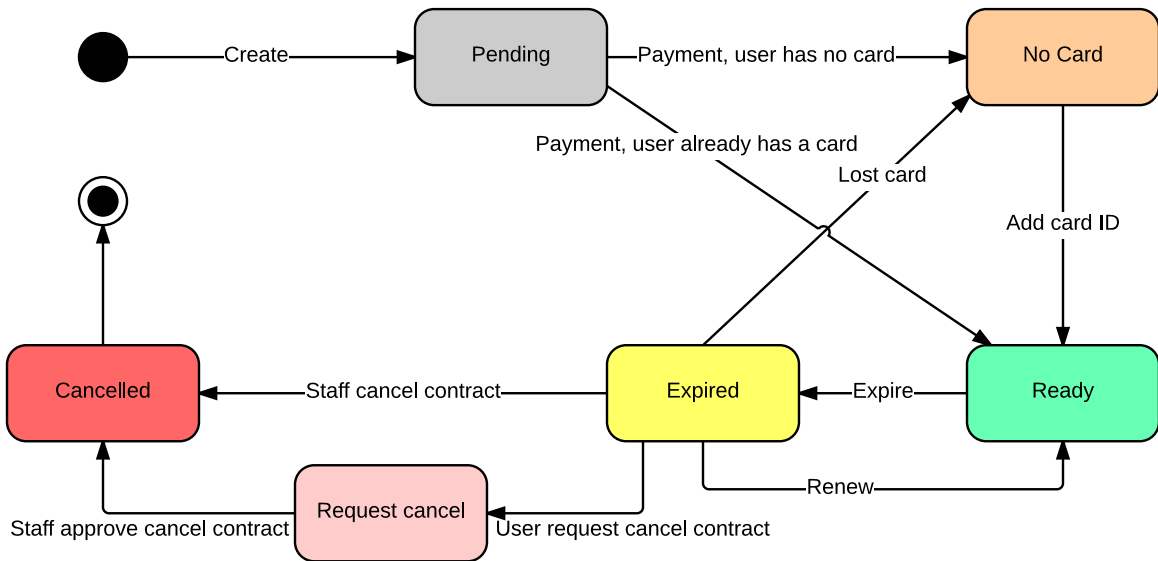 Create
Pending
Payment, user has no card
No Card
Payment, user already has a card
Lost card
Add card ID
Cancelled
Staff cancel contract
Expired
Expire
Ready
Renew
Request cancel
Staff approve cancel contract
User request cancel contract